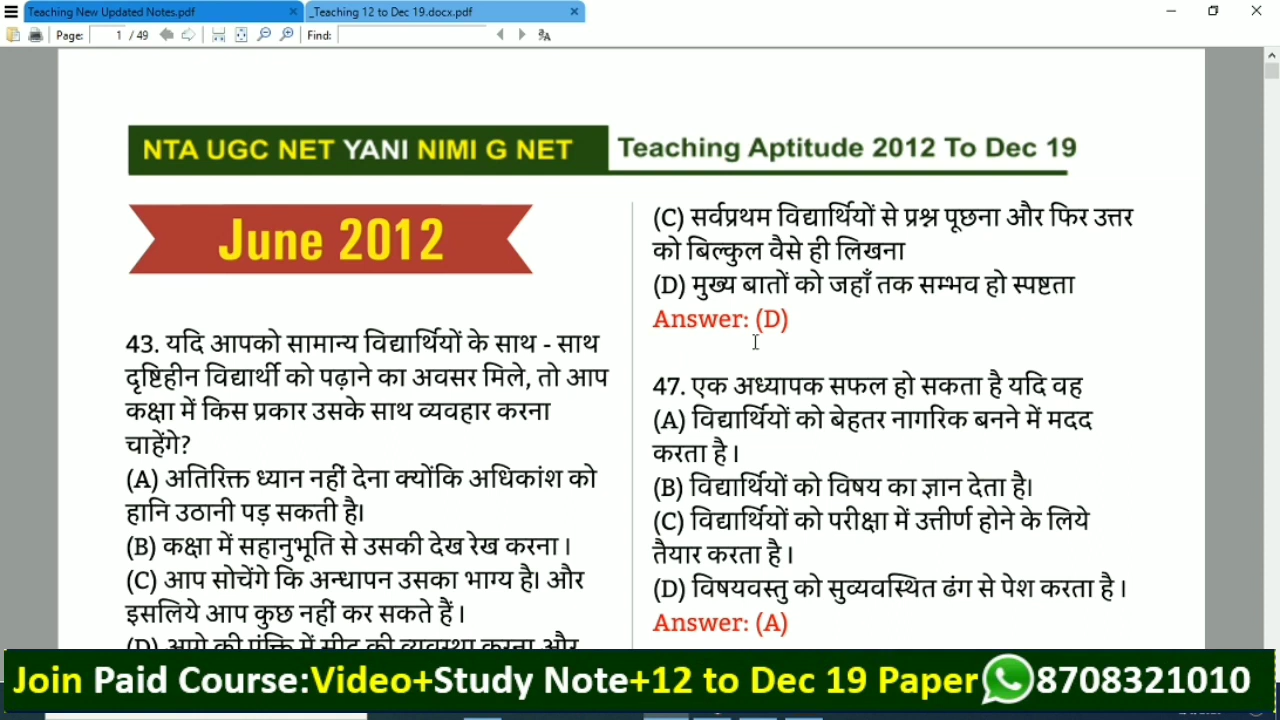 Teaching New Updated Notes.pdf
_Teaching 12 to Dec 19.docx.pdf
Page: 1 / 49 Find:
NTA UGC NET YANI NIMI G NET
Teaching Aptitude 2012 To Dec 19
June 2012
43. यदि आपको सामान्य विद्यार्थियों के साथ - साथ
दृष्टिहीन विद्यार्थी को पढ़ाने का अवसर मिले, तो आप
कक्षा में किस प्रकार उसके साथ व्यवहार करना
चाहेंगे?
(A) अतिरिक्त ध्यान नहीं देना क्योंकि अधिकांश को
हानि उठानी पड़ सकती है।
(B) कक्षा में सहानुभूति से उसकी देख रेख करना ।
(C) आप सोचेंगे कि अन्धापन उसका भाग्य है। और
इसलिये आप कुछ नहीं कर सकते हैं ।
(D) आगे की पंक्ति में सीट की व्यवस्था करना और
(C) सर्वप्रथम विद्यार्थियों से प्रश्न पूछना और फिर उत्तर
को बिल्कुल वैसे ही लिखना
(D) मुख्य बातों को जहाँ तक सम्भव हो स्पष्टता
Answer: (D)
47. एक अध्यापक सफल हो सकता है यदि वह
(A) विद्यार्थियों को बेहतर नागरिक बनने में मदद
करता है ।
(B) विद्यार्थियों को विषय का ज्ञान देता है।
(C) विद्यार्थियों को परीक्षा में उत्तीर्ण होने के लिये
तैयार करता है ।
(D) विषयवस्तु को सुव्यवस्थित ढंग से पेश करता है ।
Answer: (A)
Join Paid Course:Video+Study Note+12 to Dec 19 Paper 8708321010